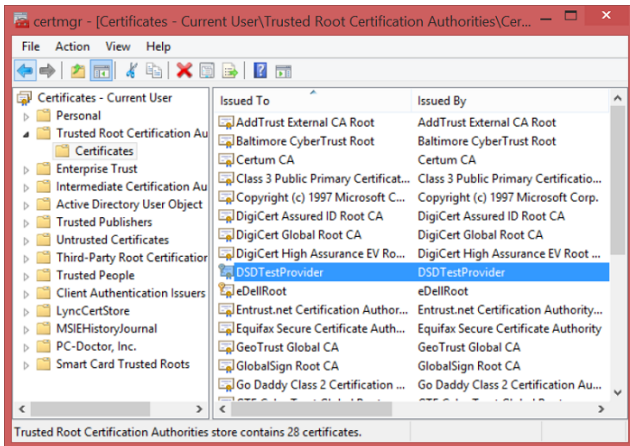 certmgr - [Certificates - Current User\Trusted Root Certification Authorities\Cer...
File Action View Help
Certificates - Current User
Personal
Trusted Root Certification Au
Certificates
Enterprise Trust
Intermediate Certification Au
Active Directory User Object
Trusted Publishers
Untrusted Certificates
Third-Party Root Certification
Trusted People
Client Authentication Issuers
LyncCertStore
MSIEHistoryJournal
PC-Doctor, Inc.
Smart Card Trusted Roots
Issued To Issued By
AddTrust External CA Root AddTrust External CA Root
Baltimore CyberTrust Root Baltimore CyberTrust Root
Certum CA Certum CA
Class 3 Public Primary Certificat... Class 3 Public Primary Certificatio...
Copyright (c) 1997 Microsoft C... Copyright (c) 1997 Microsoft Corp.
DigiCert Assured ID Root CA DigiCert Assured ID Root CA
DigiCert Global Root CA DigiCert Global Root CA
DigiCert High Assurance EV Ro... DigiCert High Assurance EV Root ...
DSDTestProvider DSDTestProvider
eDellRoot eDellRoot
Entrust.net Certification Author... Entrust.net Certification Authority...
Equifax Secure Certificate Auth... Equifax Secure Certificate Authority
GeoTrust Global CA GeoTrust Global CA
GlobalSign Root CA GlobalSign Root CA
Go Daddy Class 2 Certification ... Go Daddy Class 2 Certification Au...
Trusted Root Certification Authorities store contains 28 certificates.